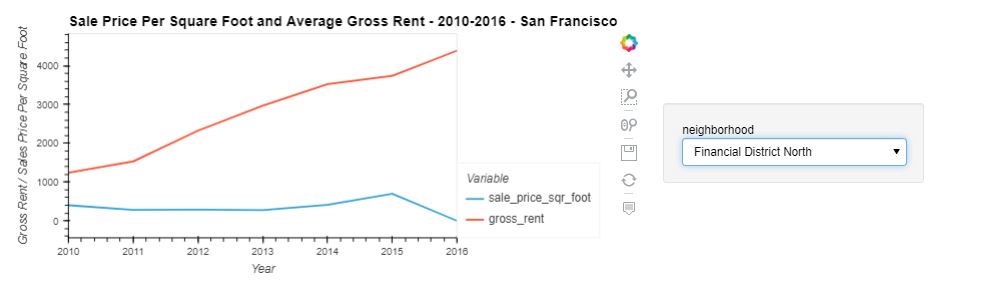 Sale Price Per Square Foot and Average Gross Rent - 2010-2016 - San Francisco
Gross Rent / Sales Price Per Square Foot
4000
3000
2000
1000
0
2010 2011 2012 2013 2014 2015 2016
Year
Variable
sale_price_sqr_foot
gross_rent
neighborhood
Financial District North